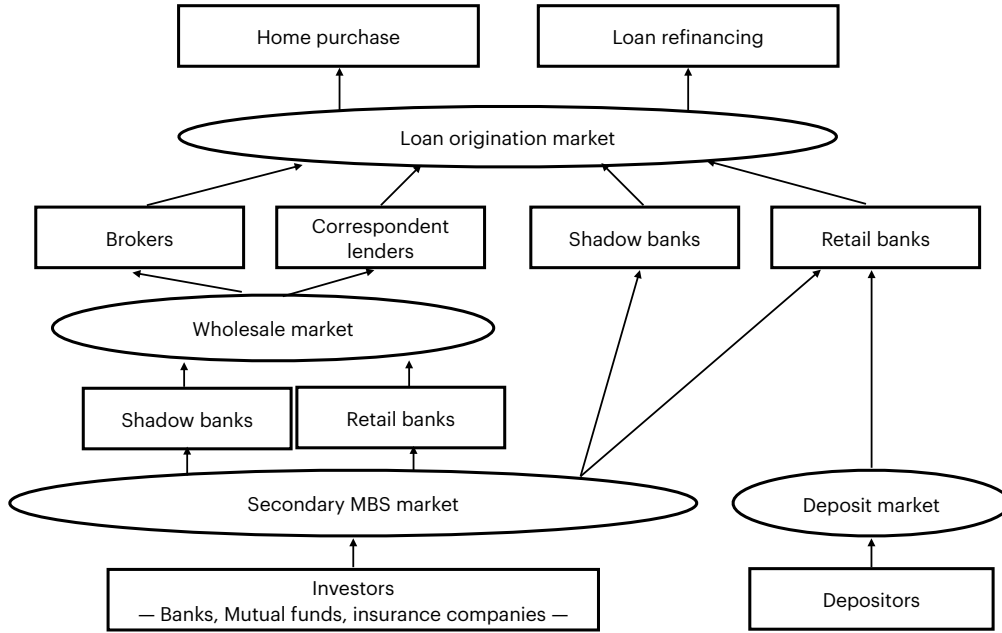 Home purchase
Loan refinancing
Loan origination market
Brokers
Correspondent
lenders
Shadow banks
Retail banks
Wholesale market
Shadow banks
Retail banks
Secondary MBS market
Deposit market
Investors
— Banks, Mutual funds, insurance companies —
Depositors